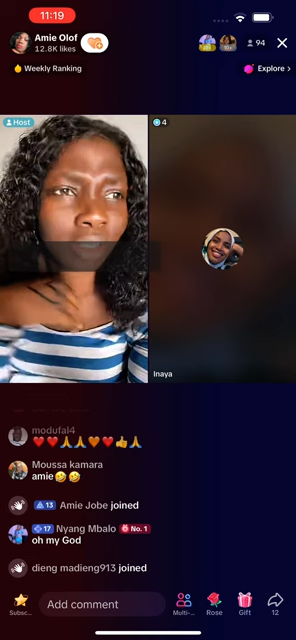 11:19
Amie Olof
12.8K likes
94
Weekly Ranking
Explore >
Host
4
Inaya
modufal4
❤️❤️🙏🙏🧡❤️👍🙏
Moussa kamara
amie🤣🤣
13 Amie Jobe joined
17 Nyang Mbalo No. 1
oh my God
dieng madieng913 joined
Subsc...
Add comment
Multi-...
Rose
Gift
12